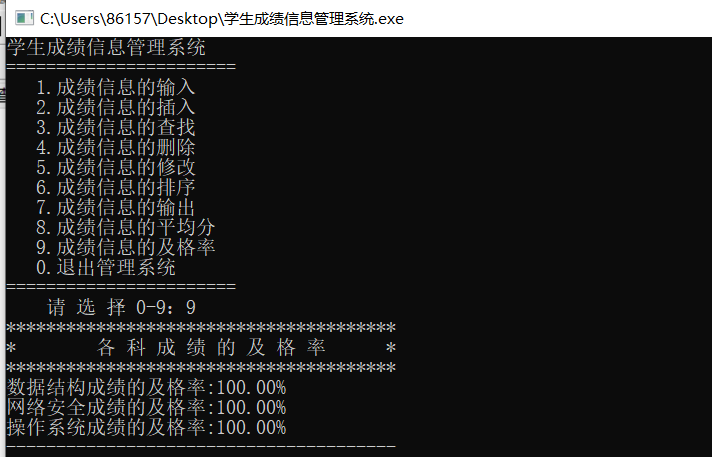 C:\Users\86157\Desktop\学生成绩信息管理系统.exe
学生成绩信息管理系统
=======================
1.成绩信息的输入
2.成绩信息的插入
3.成绩信息的查找
4.成绩信息的删除
5.成绩信息的修改
6.成绩信息的排序
7.成绩信息的输出
8.成绩信息的平均分
9.成绩信息的及格率
0.退出管理系统
=======================
请 选 择 0-9: 9
***************************************
* 各 科 成 绩 的 及 格 率 *
***************************************
数据结构成绩的及格率:100.00%
网络安全成绩的及格率:100.00%
操作系统成绩的及格率:100.00%
---------------------------------------